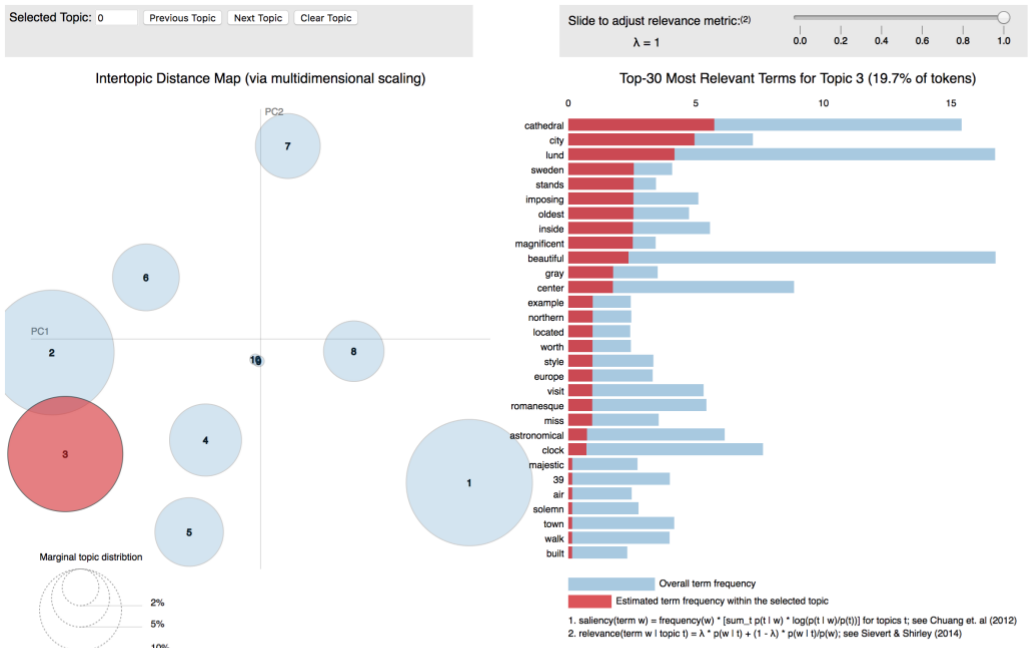 Selected Topic: 0 Previous Topic Next Topic Clear Topic
Slide to adjust relevance metric:(2)
λ = 1
0.0 0.2 0.4 0.6 0.8 1.0
Intertopic Distance Map (via multidimensional scaling)
PC2
7
6
PC1
2
8
3
4
1
5
Marginal topic distribtion
2%
5%
10%
Top-30 Most Relevant Terms for Topic 3 (19.7% of tokens)
0 5 10 15
cathedral
city
lund
sweden
stands
imposing
oldest
inside
magnificent
beautiful
gray
center
example
northern
located
worth
style
europe
visit
romanesque
miss
astronomical
clock
majestic
39
air
solemn
town
walk
built
Overall term frequency
Estimated term frequency within the selected topic
1. saliency(term w) = frequency(w) * [sum_t p(t | w) * log(p(t | w)/p(t))] for topics t; see Chuang et. al (2012)
2. relevance(term w | topic t) = λ * p(w | t) + (1 - λ) * p(w | t)/p(w); see Sievert & Shirley (2014)